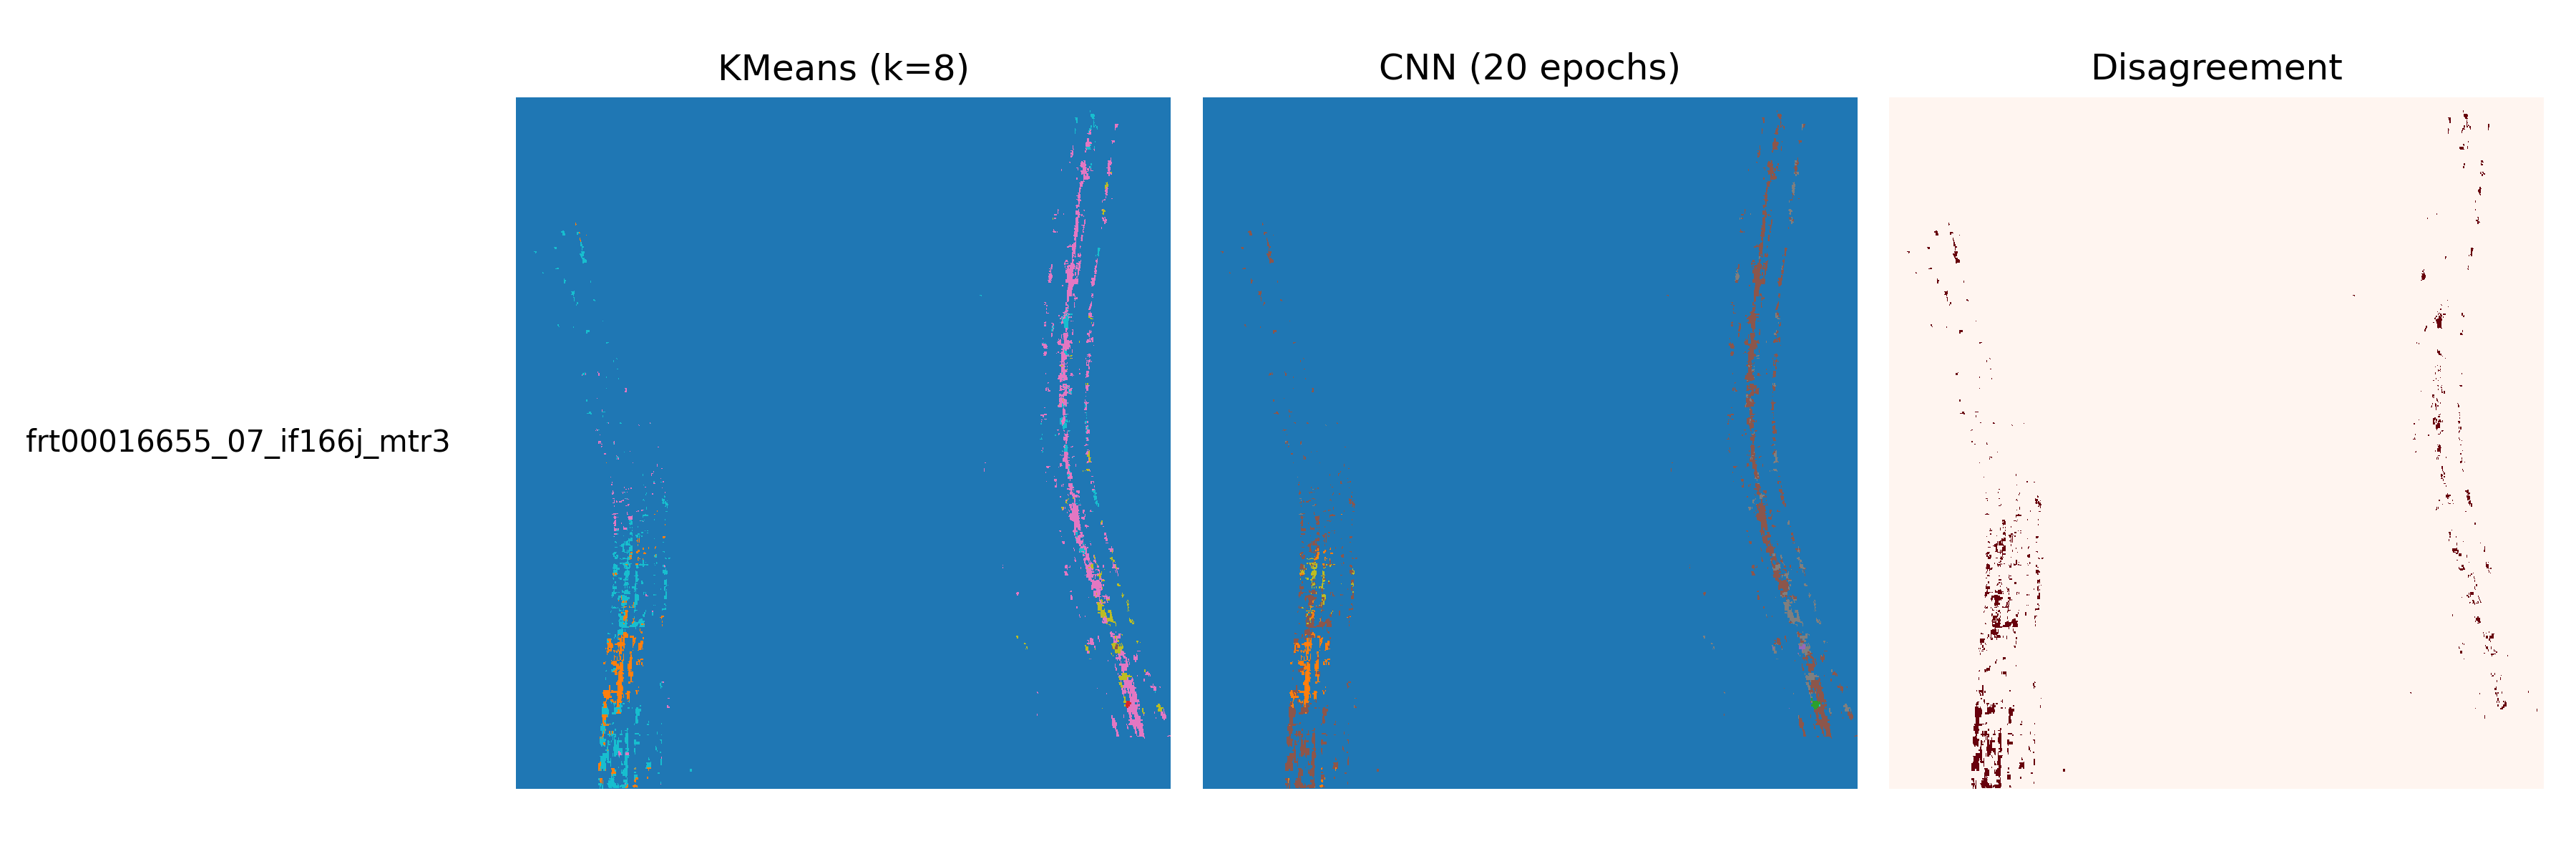 KMeans (k=8)
CNN (20 epochs)
Disagreement
frt00016655_07_if166j_mtr3